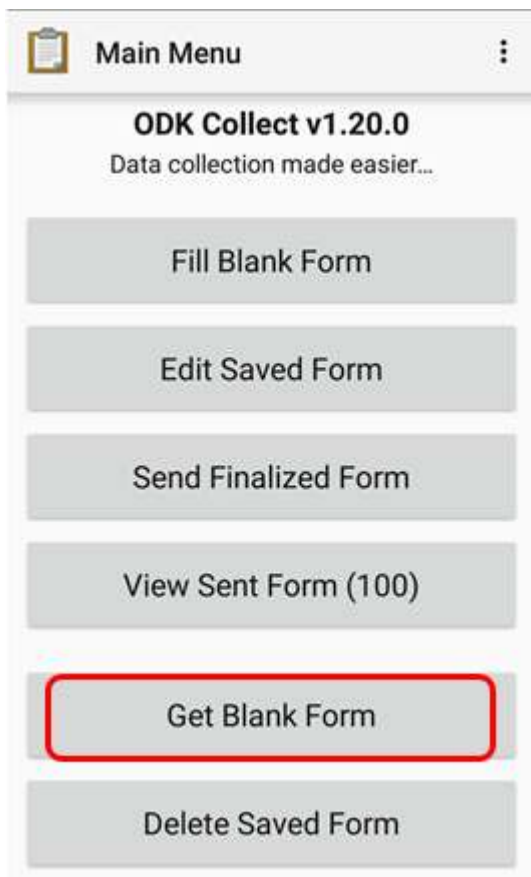 Main Menu
ODK Collect v1.20.0
Data collection made easier...
Fill Blank Form
Edit Saved Form
Send Finalized Form
View Sent Form (100)
Get Blank Form
Delete Saved Form